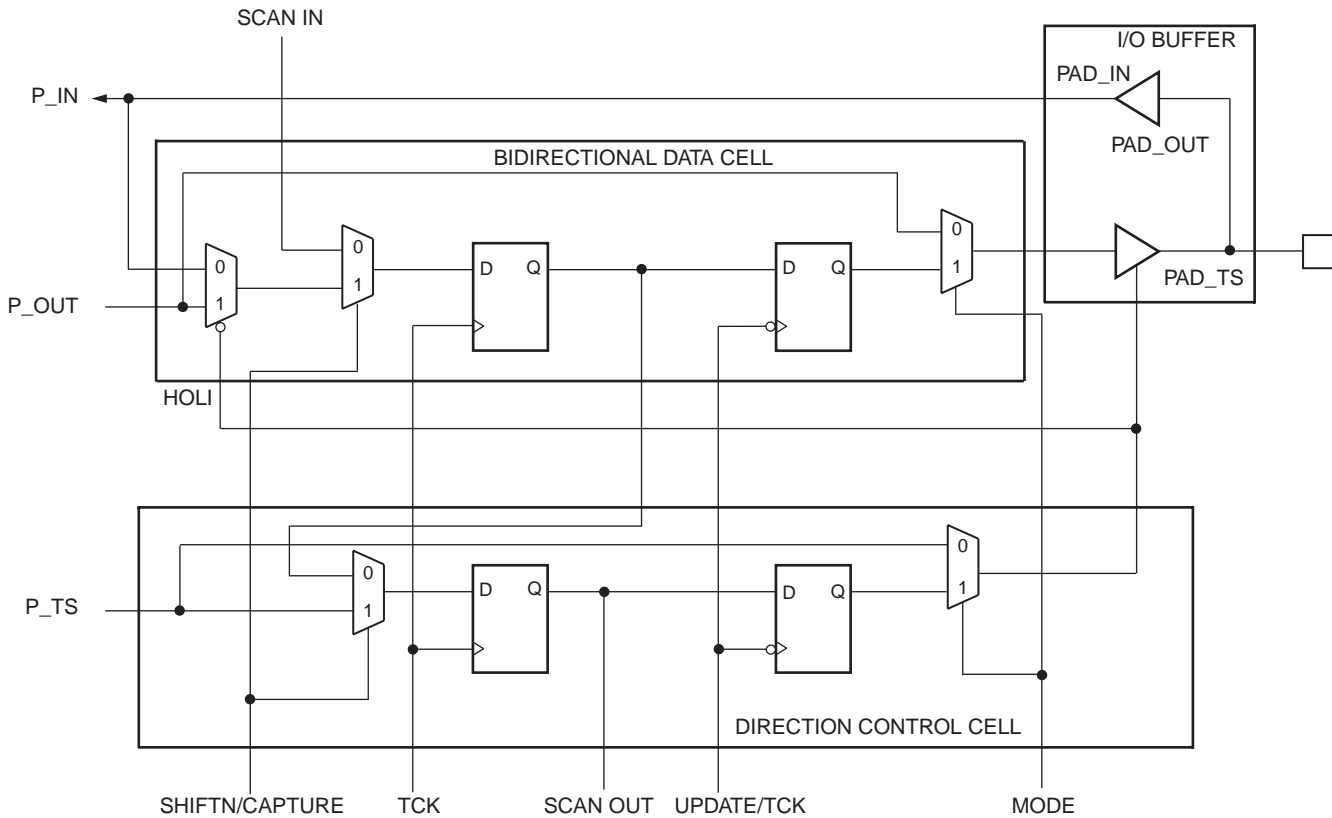 SCAN IN
I/O BUFFER
PAD_IN
P_IN
PAD_OUT
BIDIRECTIONAL DATA CELL
0
0
0
1
D Q
D Q
1
PAD_TS
P_OUT
1
HOLI
0
0
1
D Q
D Q
1
P_TS
DIRECTION CONTROL CELL
SHIFTN/CAPTURE
TCK
SCAN OUT
UPDATE/TCK
MODE